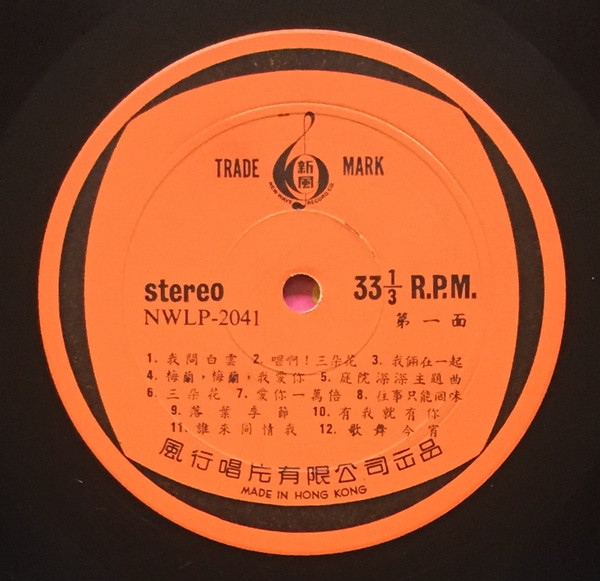 TRADE MARK
新風
NEW WAVE RECORD CO.
stereo 33 1/3 R.P.M.
NWLP-2041 第一面
1. 我問白雲 2. 唱啊!三朵花 3. 我倆在一起
4. 梅蘭,梅蘭,我愛你 5. 庭院深深主題曲
6. 三朵花 7. 愛你一萬倍 8. 往事只能回味
9. 落葉季節 10. 有我就有你
11. 誰來同情我 12. 歌舞今宵
風行唱片有限公司出品
MADE IN HONG KONG